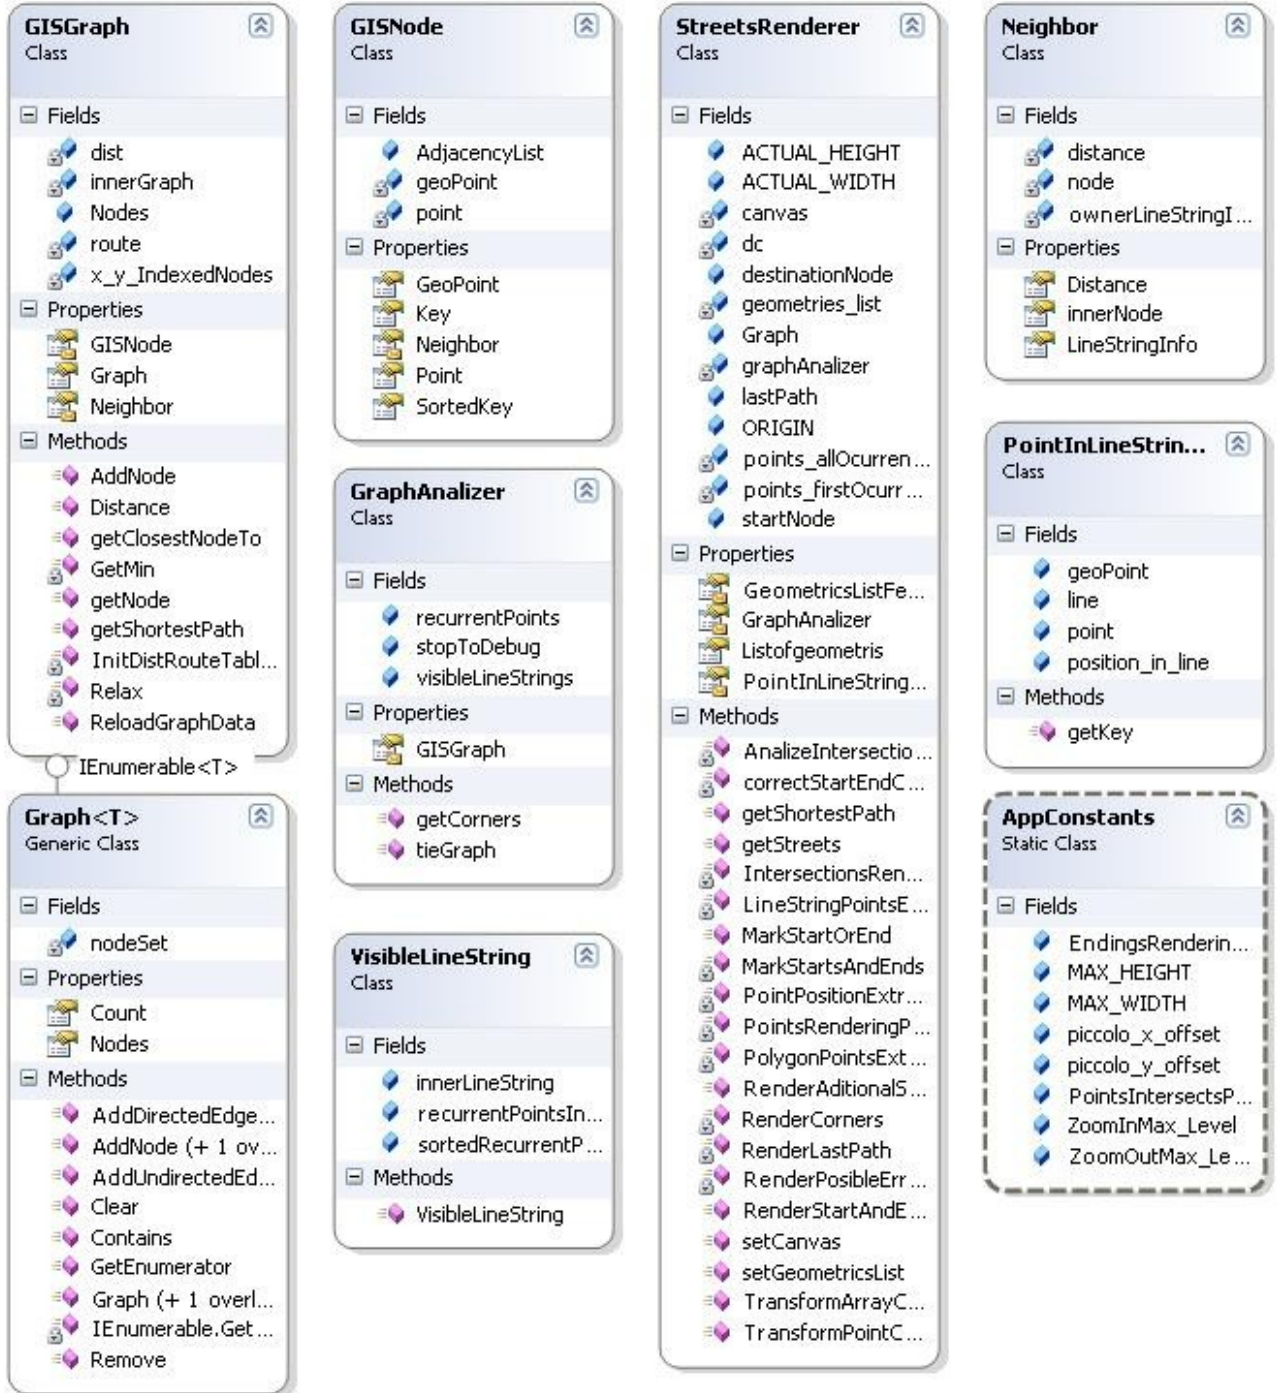 GISGraph
Class
Fields
dist
innerGraph
Nodes
route
x_y_IndexedNodes
Properties
GISNode
Graph
Neighbor
Methods
AddNode
Distance
getClosestNodeTo
GetMin
getNode
getShortestPath
InitDistRouteTabl...
Relax
ReloadGraphData
IEnumerable<T>
Graph<T>
Generic Class
Fields
nodeSet
Properties
Count
Nodes
Methods
AddDirectedEdge...
AddNode (+ 1 ov...
AddUndirectedEd...
Clear
Contains
GetEnumerator
Graph (+ 1 overl...
IEnumerable.Get...
Remove
GISNode
Class
Fields
AdjacencyList
geoPoint
point
Properties
GeoPoint
Key
Neighbor
Point
SortedKey
GraphAnalizer
Class
Fields
recurrentPoints
stopToDebug
visibleLineStrings
Properties
GISGraph
Methods
getCorners
tieGraph
VisibleLineString
Class
Fields
innerLineString
recurrentPointsIn...
sortedRecurrentP...
Methods
VisibleLineString
StreetsRenderer
Class
Fields
ACTUAL_HEIGHT
ACTUAL_WIDTH
canvas
dc
destinationNode
geometries_list
Graph
graphAnalizer
lastPath
ORIGIN
points_allOcurren...
points_firstOcurr...
startNode
Properties
GeometricsListFe...
GraphAnalizer
Listofgeometris
PointInLineString...
Methods
AnalizeIntersectio...
correctStartEndC...
getShortestPath
getStreets
IntersectionsRen...
LineStringPointsE...
MarkStartOrEnd
MarkStartsAndEnds
PointPositionExtr...
PointsRenderingP...
PolygonPointsExt...
RenderAditionalS...
RenderCorners
RenderLastPath
RenderPosibleErr...
RenderStartAndE...
setCanvas
setGeometricsList
TransformArrayC...
TransformPointC...
Neighbor
Class
Fields
distance
node
ownerLineStringI...
Properties
Distance
innerNode
LineStringInfo
PointInLineStrin...
Class
Fields
geoPoint
line
point
position_in_line
Methods
getKey
AppConstants
Static Class
Fields
EndingsRenderin...
MAX_HEIGHT
MAX_WIDTH
piccolo_x_offset
piccolo_y_offset
PointsIntersectsP...
ZoomInMax_Level
ZoomOutMax_Le...